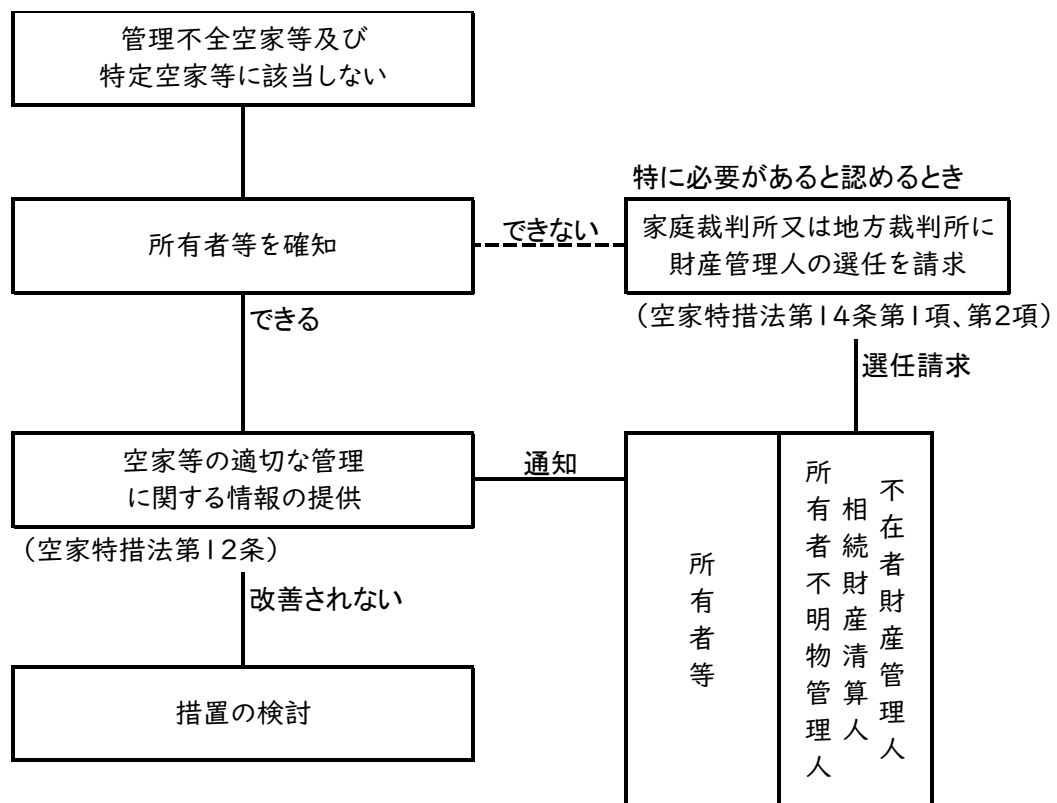 管理不全空家等及び
特定空家等に該当しない
特に必要があると認めるとき
所有者等を確知
できない
家庭裁判所又は地方裁判所に
財産管理人の選任を請求
できる
（空家特措法第14条第1項、第2項）
選任請求
空家等の適切な管理
に関する情報の提供
通知
（空家特措法第12条）
改善されない
措置の検討
所有者等
不在者財産管理人
相続財産清算人
所有者不明物管理人